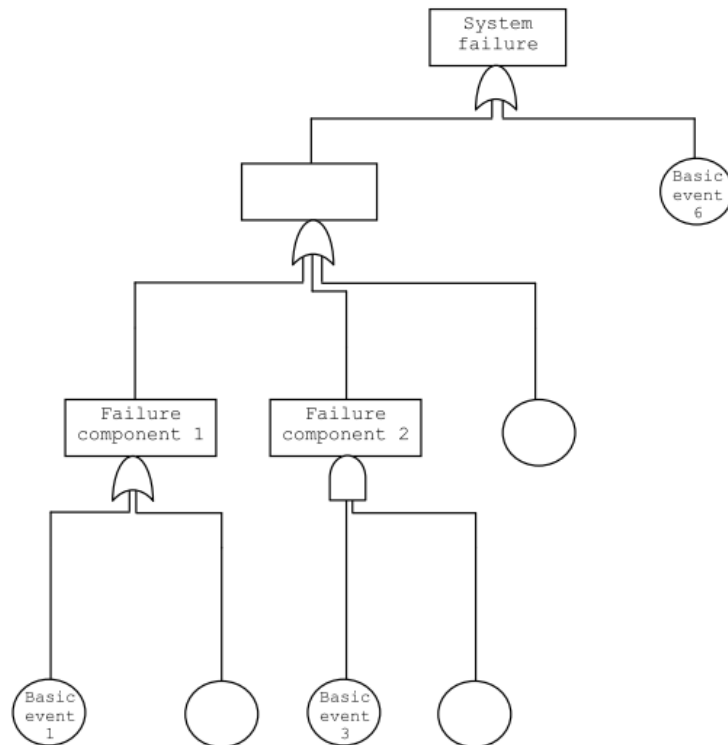 System
failure
Basic
event
6
Failure
component 1
Failure
component 2
Basic
event
1
Basic
event
3